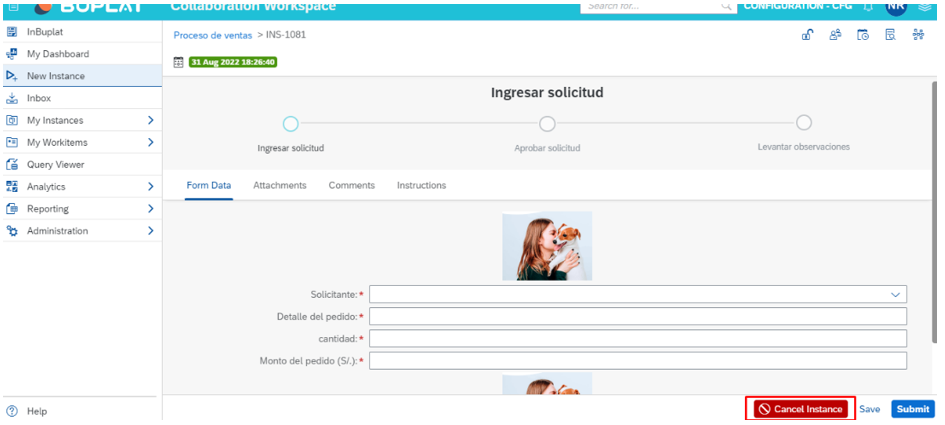 BUPLAT Collaboration Workspace Search for... CONFIGURATION - CFG NR
InBuplat
My Dashboard
New Instance
Inbox
My Instances
My Workitems
Query Viewer
Analytics
Reporting
Administration
Help
Proceso de ventas > INS-1081
31 Aug 2022 18:26:40
Ingresar solicitud
Ingresar solicitud Aprobar solicitud Levantar observaciones
Form Data Attachments Comments Instructions
Solicitante:*
Detalle del pedido:*
cantidad:*
Monto del pedido (S/.):*
Cancel Instance Save Submit